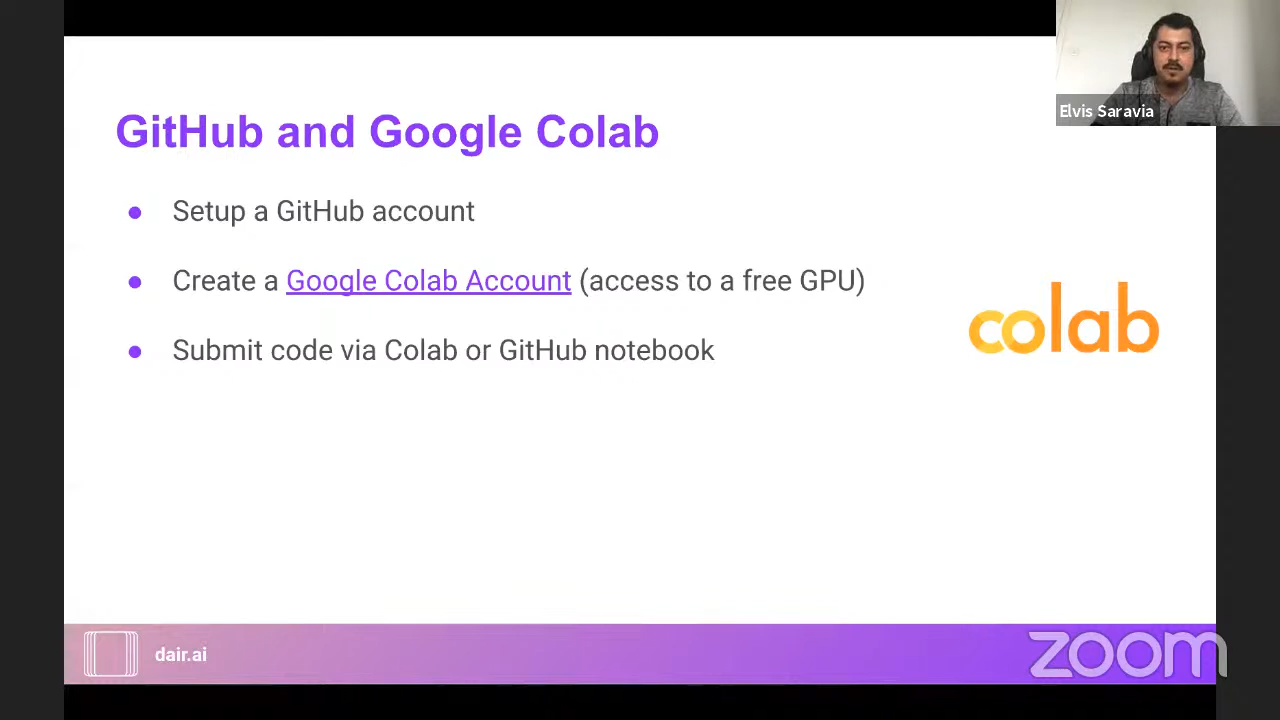 Elvis Saravia
GitHub and Google Colab
Setup a GitHub account
Create a Google Colab Account (access to a free GPU)
Submit code via Colab or GitHub notebook
colab
dair.ai
zoom